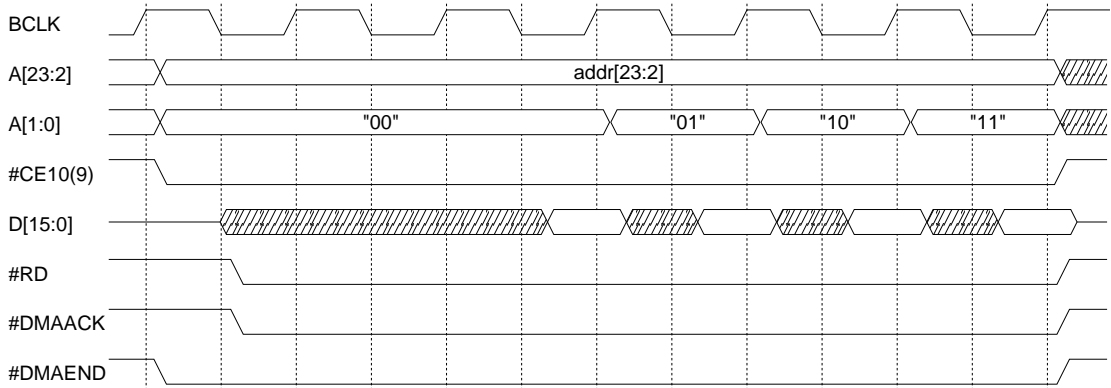 BCLK
A[23:2] addr[23:2]
A[1:0] "00" "01" "10" "11"
#CE10(9)
D[15:0]
#RD
#DMAACK
#DMAEND